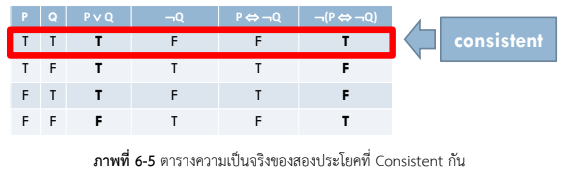 P Q P ∨ Q ¬Q P ⇔ ¬Q ¬(P ⇔ ¬Q)
T T T F F T
consistent
T F T T T F
F T T F T F
F F F T F T
ภาพที่ 6-5 ตารางความเป็นจริงของสองประโยคที่ Consistent กัน